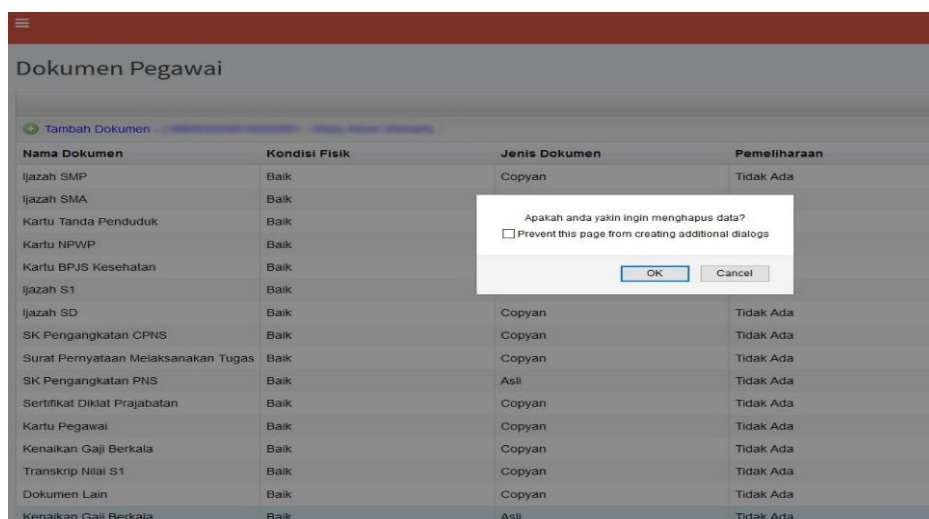 Dokumen Pegawai
Tambah Dokumen -
Nama Dokumen Kondisi Fisik Jenis Dokumen Pemeliharaan
Ijazah SMP Baik Copyan Tidak Ada
Ijazah SMA Baik
Kartu Tanda Penduduk Baik
Kartu NPWP Baik
Kartu BPJS Kesehatan Baik
Ijazah S1 Baik
Apakah anda yakin ingin menghapus data?
Prevent this page from creating additional dialogs
OK Cancel
Ijazah SD Baik Copyan Tidak Ada
SK Pengangkatan CPNS Baik Copyan Tidak Ada
Surat Pernyataan Melaksanakan Tugas Baik Copyan Tidak Ada
SK Pengangkatan PNS Baik Asli Tidak Ada
Sertifikat Diklat Prajabatan Baik Copyan Tidak Ada
Kartu Pegawai Baik Copyan Tidak Ada
Kenaikan Gaji Berkala Baik Copyan Tidak Ada
Transkrip Nilai S1 Baik Copyan Tidak Ada
Dokumen Lain Baik Copyan Tidak Ada
Kenaikan Gaji Berkala Baik Asli Tidak Ada